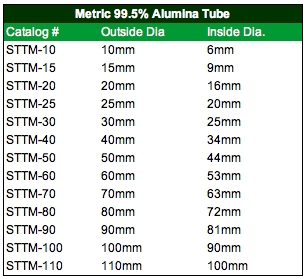 Metric 99.5% Alumina Tube
Catalog # Outside Dia Inside Dia.
STTM-10 10mm 6mm
STTM-15 15mm 9mm
STTM-20 20mm 16mm
STTM-25 25mm 20mm
STTM-30 30mm 25mm
STTM-40 40mm 34mm
STTM-50 50mm 44mm
STTM-60 60mm 53mm
STTM-70 70mm 63mm
STTM-80 80mm 72mm
STTM-90 90mm 81mm
STTM-100 100mm 90mm
STTM-110 110mm 100mm